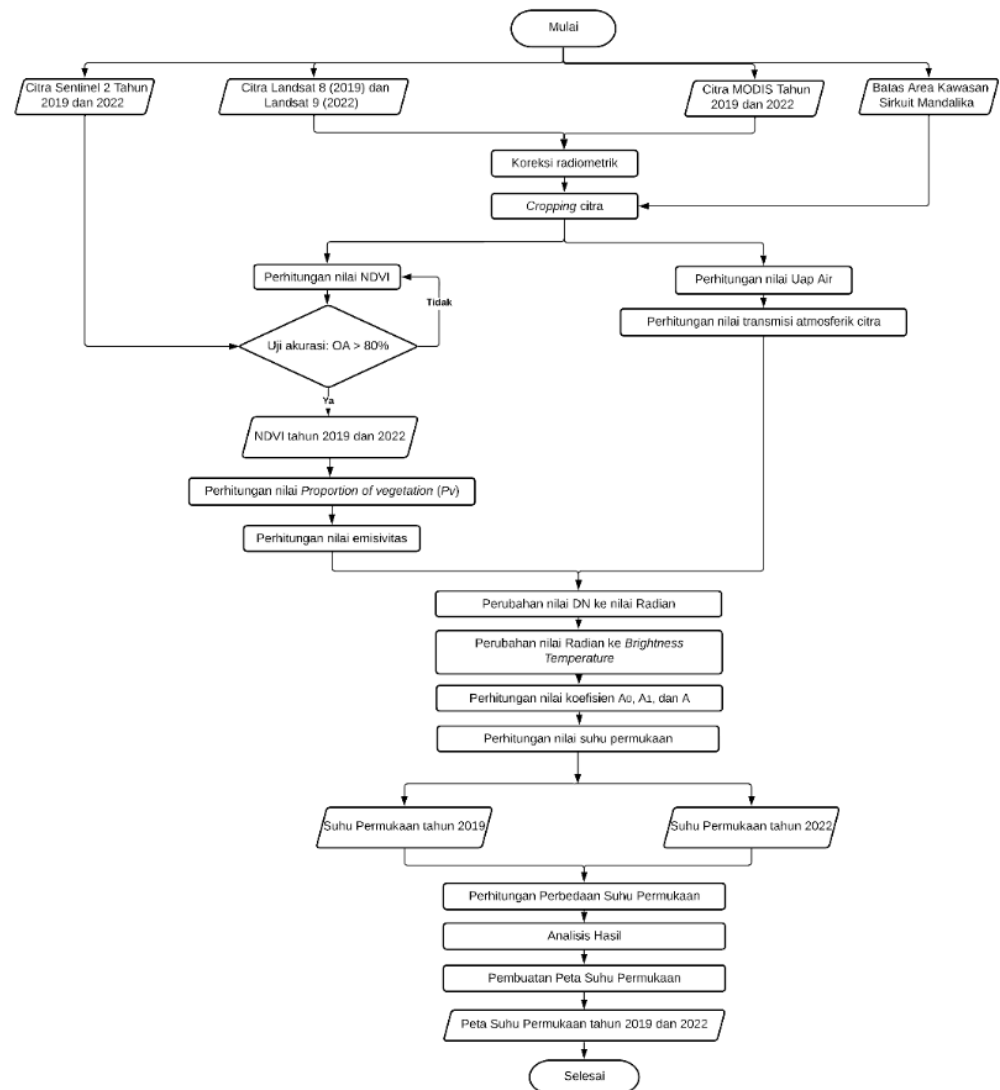 Mulai
Citra Sentinel 2 Tahun
2019 dan 2022
Citra Landsat 8 (2019) dan
Landsat 9 (2022)
Citra MODIS Tahun
2019 dan 2022
Batas Area Kawasan
Sirkuit Mandalika
Koreksi radiometrik
Cropping citra
Perhitungan nilai NDVI
Perhitungan nilai Uap Air
Tidak
Perhitungan nilai transmisi atmosferik citra
Uji akurasi: OA > 80%
Ya
NDVI tahun 2019 dan 2022
Perhitungan nilai Proportion of vegetation (Pv)
Perhitungan nilai emisivitas
Perubahan nilai DN ke nilai Radian
Perubahan nilai Radian ke Brightness
Temperature
Perhitungan nilai koefisien A0, A1, dan A
Perhitungan nilai suhu permukaan
Suhu Permukaan tahun 2019
Suhu Permukaan tahun 2022
Perhitungan Perbedaan Suhu Permukaan
Analisis Hasil
Pembuatan Peta Suhu Permukaan
Peta Suhu Permukaan tahun 2019 dan 2022
Selesai